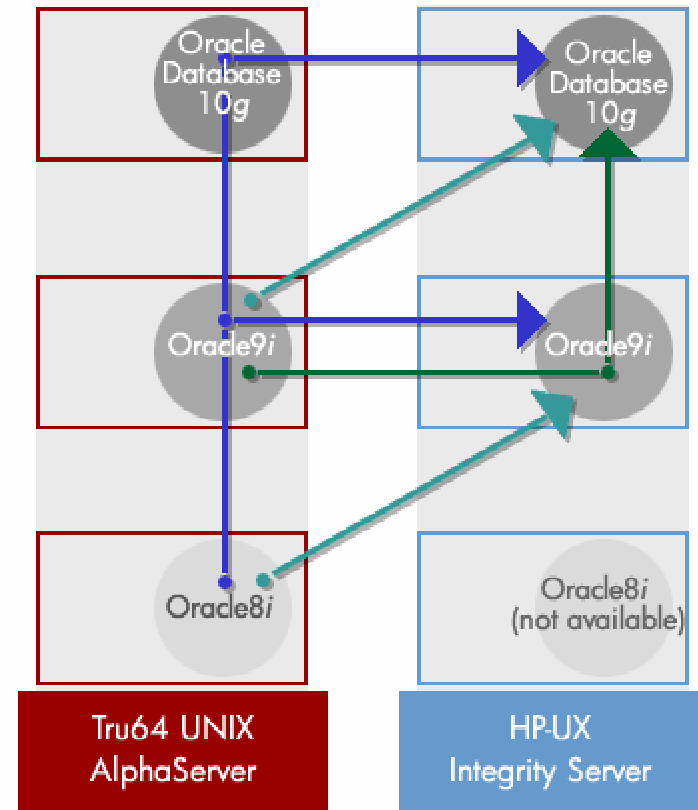 Oracle
Database
10g
Oracle
Database
10g
Oracle9i
Oracle9i
Oracle8i
Oracle8i
(not available)
Tru64 UNIX
AlphaServer
HP-UX
Integrity Server